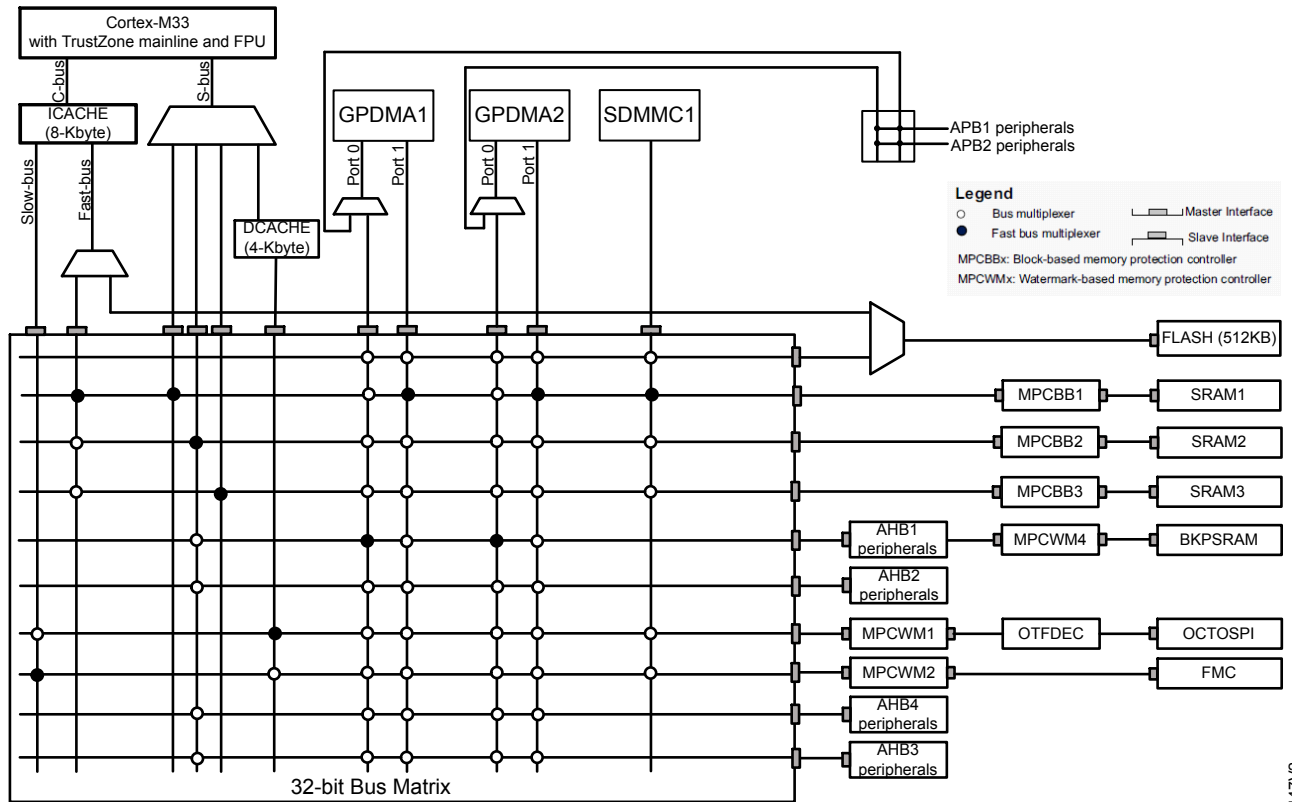 Cortex-M33
with TrustZone mainline and FPU
C-bus
S-bus
ICACHE
(8-Kbyte)
GPDMA1
GPDMA2
SDMMC1
APB1 peripherals
APB2 peripherals
Slow-bus
Fast-bus
Port 0
Port 1
Port 0
Port 1
DCACHE
(4-Kbyte)
Legend
Bus multiplexer
Master Interface
Fast bus multiplexer
Slave Interface
MPCBBx: Block-based memory protection controller
MPCWMx: Watermark-based memory protection controller
FLASH (512KB)
MPCBB1
SRAM1
MPCBB2
SRAM2
MPCBB3
SRAM3
AHB1
peripherals
MPCWM4
BKPSRAM
AHB2
peripherals
MPCWM1
OTFDEC
OCTOSPI
MPCWM2
FMC
AHB4
peripherals
AHB3
peripherals
32-bit Bus Matrix